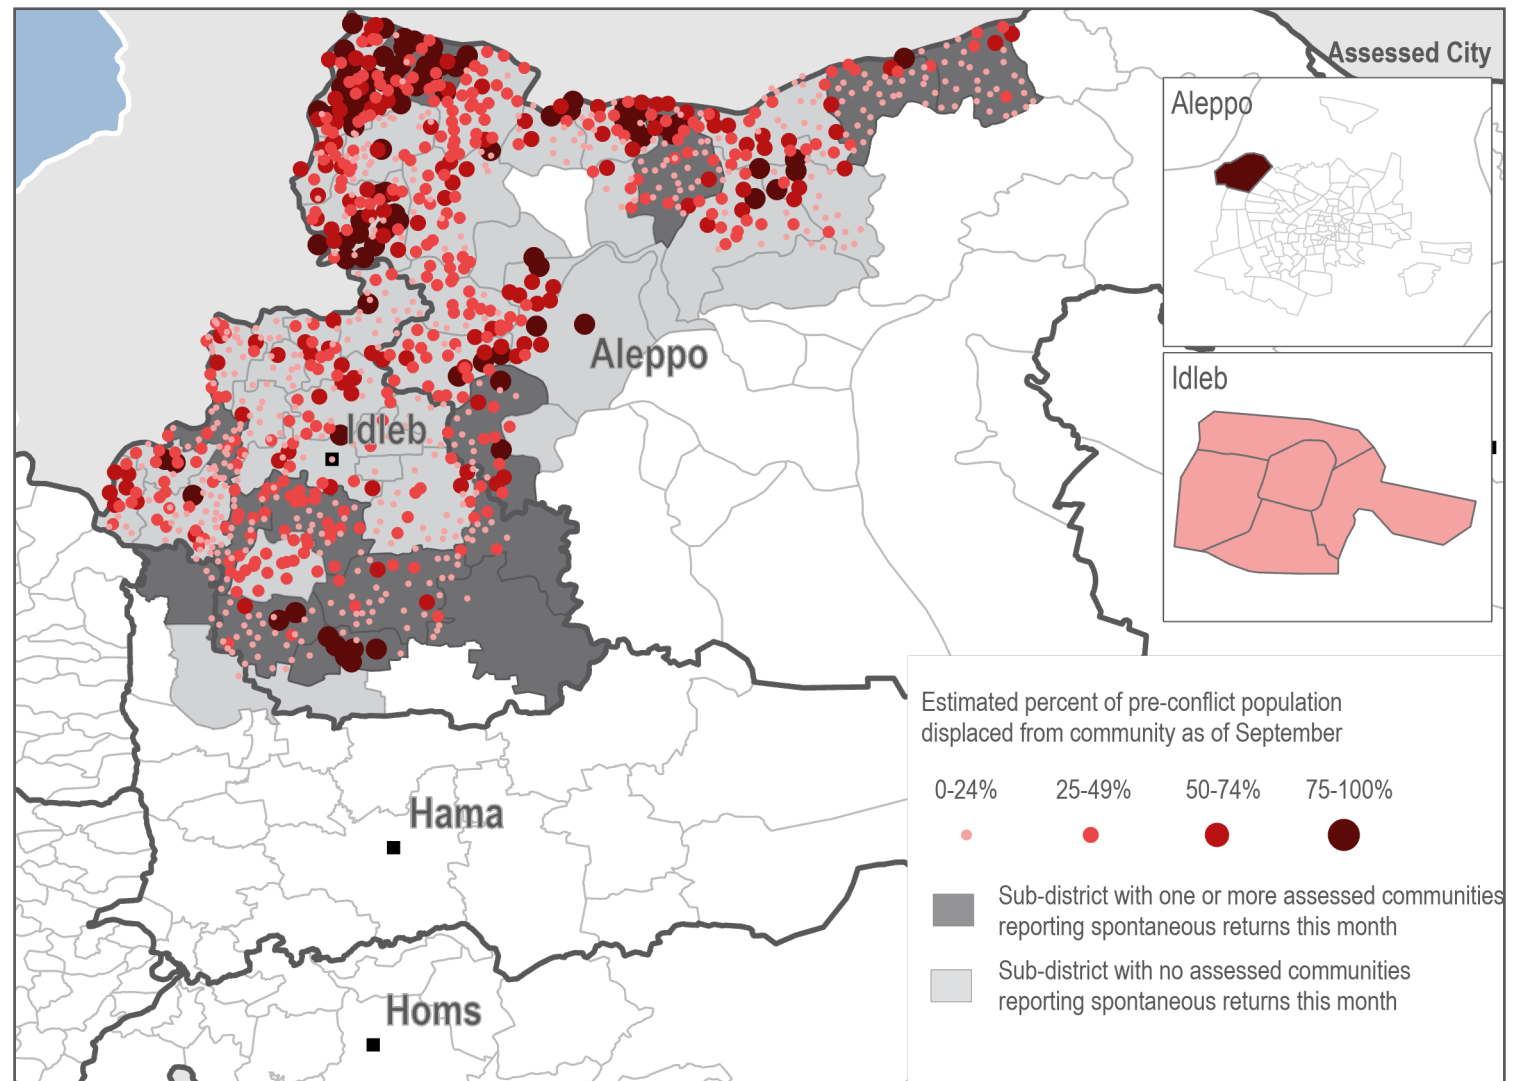 Assessed City
Aleppo
Idleb
Aleppo
Idleb
Hama
Homs
Estimated percent of pre-conflict population
displaced from community as of September
0-24%
25-49%
50-74%
75-100%
Sub-district with one or more assessed communities
reporting spontaneous returns this month
Sub-district with no assessed communities
reporting spontaneous returns this month